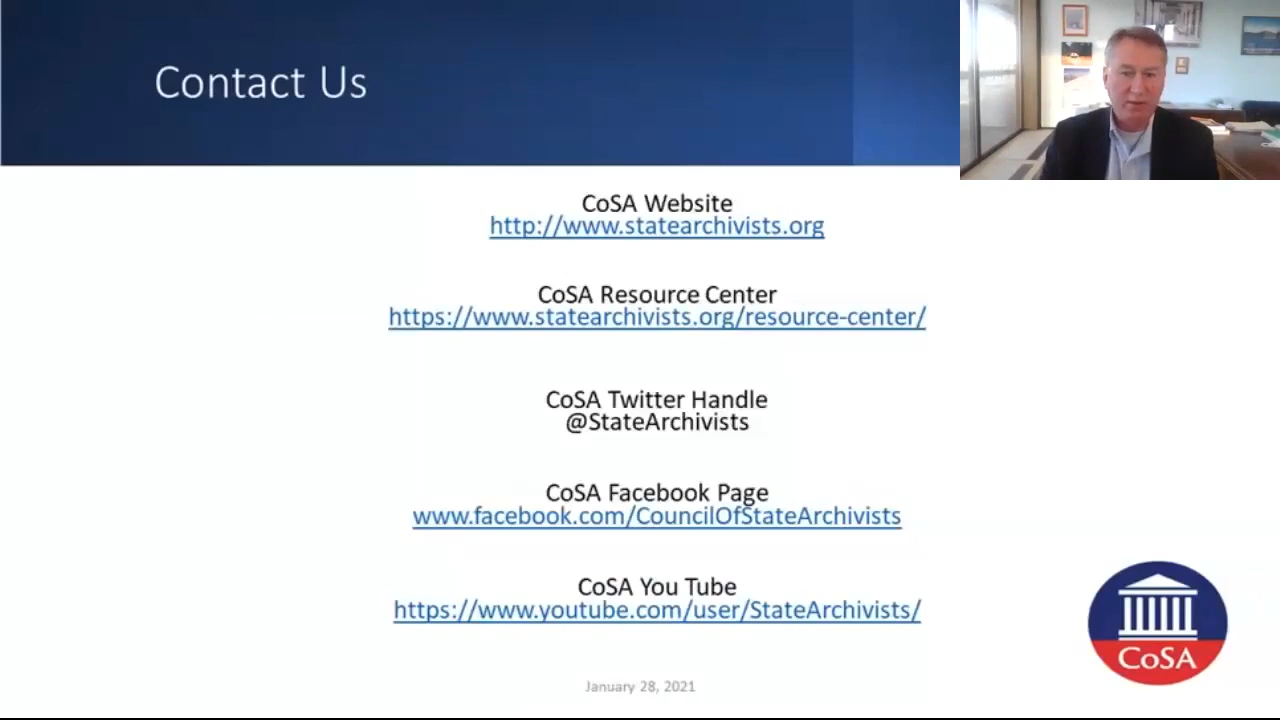 Contact Us
CoSA Website
http://www.statearchivists.org
CoSA Resource Center
https://www.statearchivists.org/resource-center/
CoSA Twitter Handle
@StateArchivists
CoSA Facebook Page
www.facebook.com/CouncilOfStateArchivists
CoSA You Tube
https://www.youtube.com/user/StateArchivists/
CoSA
January 28, 2021